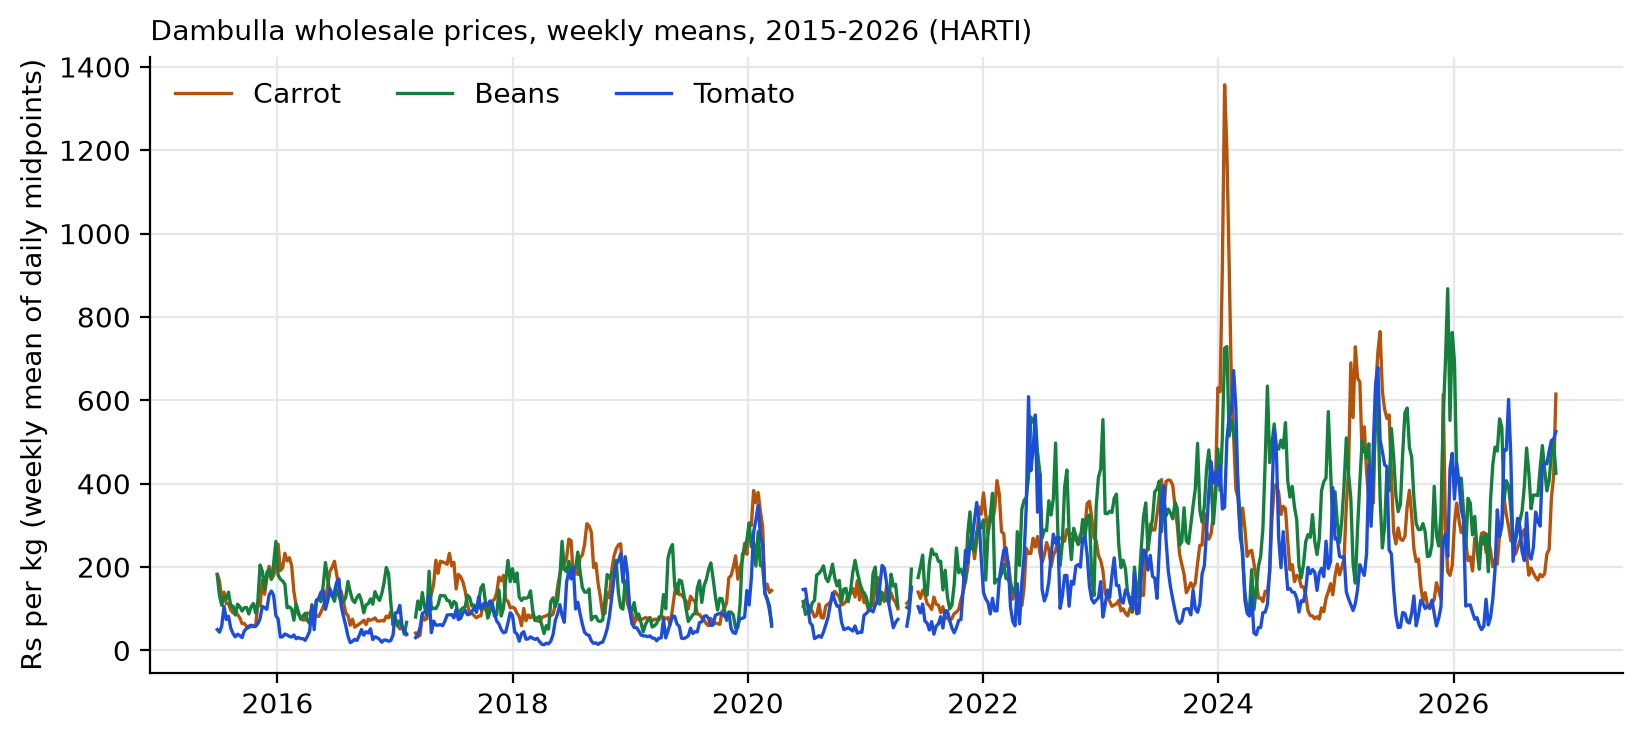 Dambulla wholesale prices, weekly means, 2015-2026 (HARTI)
Rs per kg (weekly mean of daily midpoints)
1400
1200
1000
800
600
400
200
0
Carrot Beans Tomato
2016 2018 2020 2022 2024 2026